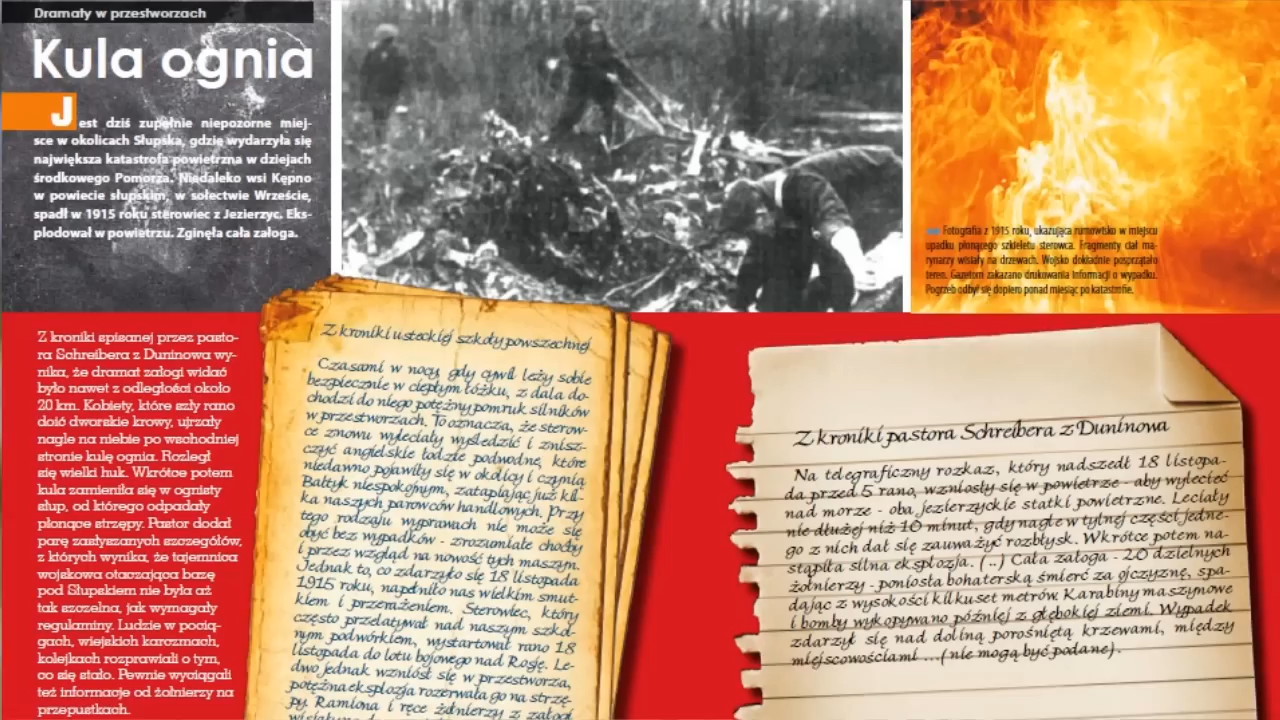 Dramaty w przestworzach
Kula ognia
Jest dziś zupełnie niepozorne miej-
sce w okolicach Słupska, gdzie wydarzyła się
największa katastrofa powietrzna w dziejach
środkowego Pomorza. Niedaleko wsi Kępno
w powiecie słupskim, w sołectwie Wrzeście,
spadł w 1915 roku sterowiec z Jezierzyc. Eks-
plodował w powietrzu. Zginęła cała załoga.
Fotografia z 1915 roku, ukazująca rumowisko w miejscu
upadku płonącego szkieletu sterowca. Fragmenty ciał ma-
rynarzy wisiały na drzewach. Wojsko dokładnie posprzątało
teren. Gazetom zakazano drukowania informacji o wypadku.
Pogrzeb odbył się dopiero ponad miesiąc po katastrofie.
Z kroniki spisanej przez pasto-
ra Schreibera z Duninowa wy-
nika, że dramat załogi widać
było nawet z odległości około
20 km. Kobiety, które szły rano
doić dworskie krowy, ujrzały
nagle na niebie po wschodniej
stronie kulę ognia. Rozległ
się wielki huk. Wkrótce potem
kula zamieniła się w ognisty
słup, od którego odpadały
płonące strzępy. Pastor dodał
parę zasłyszanych szczegółów,
z których wynika, że tajemnica
wojskowa otaczająca bazę
pod Słupskiem nie była aż
tak szczelna, jak wymagały
regulaminy. Ludzie w pocią-
gach, wiejskich karczmach,
kolejkach rozprawiali o tym,
co się stało. Pewnie wyciągali
też informacje od żołnierzy na
przepustkach.
Z kroniki usteckiej szkoły powszechnej
Czasami w nocy, gdy cywil leży sobie
bezpiecznie w ciepłym łóżku, z dala do-
chodzi do niego potężny pomruk silników
w przestworzach. To oznacza, że sterow-
ce znowu wyleciały wyśledzić i znisz-
czyć angielskie łodzie podwodne, które
niedawno pojawiły się w okolicy i czynią
Bałtyk niespokojnym, zatapiając już kil-
ka naszych parowców handlowych. Przy
tego rodzaju wyprawach nie może się
obyć bez wypadków - zrozumiałe choćby
i przez wzgląd na nowość tych maszyn.
Jednak to, co zdarzyło się 18 listopada
1915 roku, napełniło nas wielkim smut-
kiem i przerażeniem. Sterowiec, który
często przelatywał nad naszym szkol-
nym podwórkiem, wystartował rano 18
listopada do lotu bojowego nad Rosję. Le-
dwo jednak wzniósł się w przestworza,
potężna eksplozja rozerwała go na strzę-
py. Ramiona i ręce żołnierzy z załogi
Z kroniki pastora Schreibera z Duninowa
Na telegraficzny rozkaz, który nadszedł 18 listopa-
da przed 5 rano, wzniosły się w powietrze - aby wylecieć
nad morze - oba jezierzyckie statki powietrzne. Leciały
nie dłużej niż 10 minut, gdy nagle w tylnej części jedne-
go z nich dał się zauważyć rozbłysk. Wkrótce potem na-
stąpiła silna eksplozja. (..) Cała załoga - 20 dzielnych
żołnierzy - poniosła bohaterską śmierć za ojczyznę, spa-
dając z wysokości kilkuset metrów. Karabiny maszynowe
i bomby wykopywano później z głębokiej ziemi. Wypadek
zdarzył się nad doliną porośniętą krzewami, między
miejscowościami ...(nie mogą być podane).